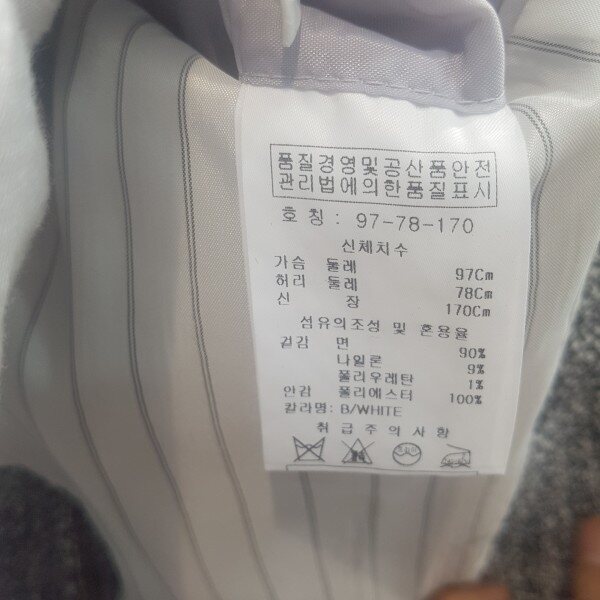 품질경영및공산품안전
관리법에의한품질표시
호칭: 97-78-170
신체치수
가슴 둘레 97Cm
허리 둘레 78Cm
신 장 170Cm
섬유의조성 및 혼용율
겉감 면 90%
나일론 9%
폴리우레탄 1%
안감 폴리에스터 100%
칼라명: B/WHITE
취급주의사항